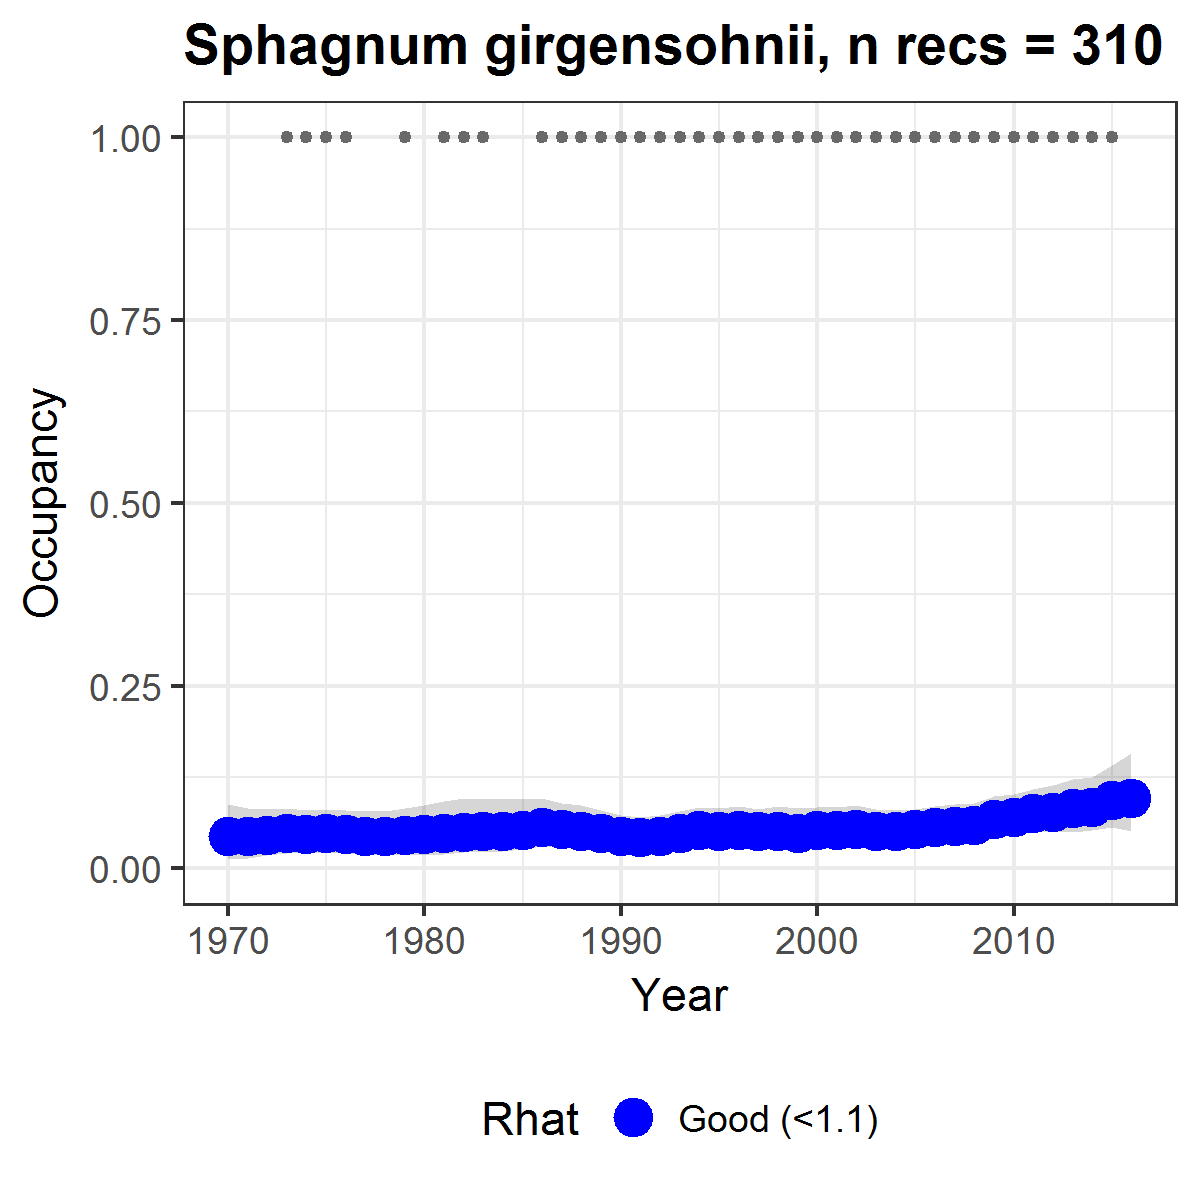 Sphagnum girgensohnii, n recs = 310
1.00
0.75
0.50
0.25
0.00
Occupancy
1970 1980 1990 2000 2010
Year
Rhat Good (<1.1)